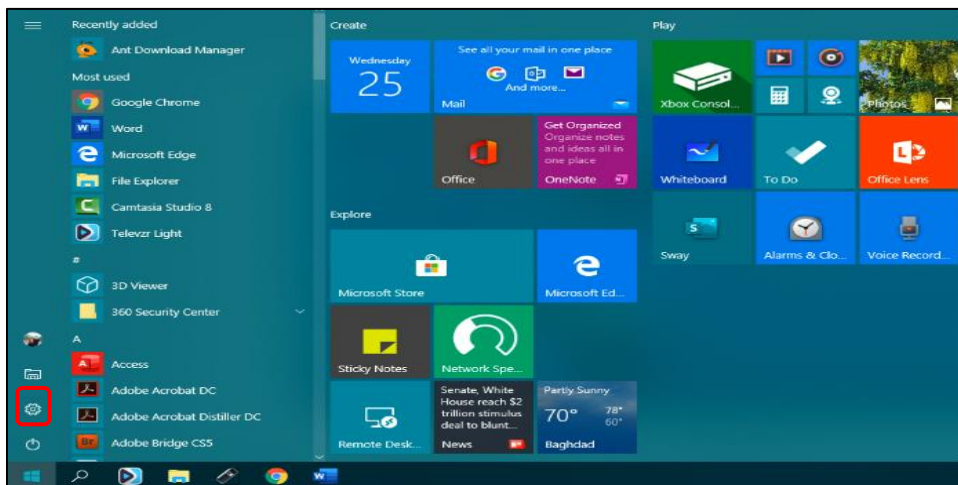 Recently added
Ant Download Manager
Most used
Google Chrome
Word
Microsoft Edge
File Explorer
Camtasia Studio 8
Televzr Light
#
3D Viewer
360 Security Center
A
Access
Adobe Acrobat DC
Adobe Acrobat Distiller DC
Adobe Bridge CS5
Create
Wednesday
25
See all your mail in one place
And more...
Mail
Office
Get Organized
Organize notes
and ideas all in
one place
OneNote
Explore
Microsoft Store
Microsoft Ed...
Sticky Notes
Network Spe...
Remote Desk...
Senate, White
House reach $2
trillion stimulus
deal to blunt...
News
Partly Sunny
70°
78°
60°
Baghdad
Play
Xbox Consol...
Photos
Whiteboard
To Do
Office Lens
Sway
Alarms & Clo...
Voice Record...